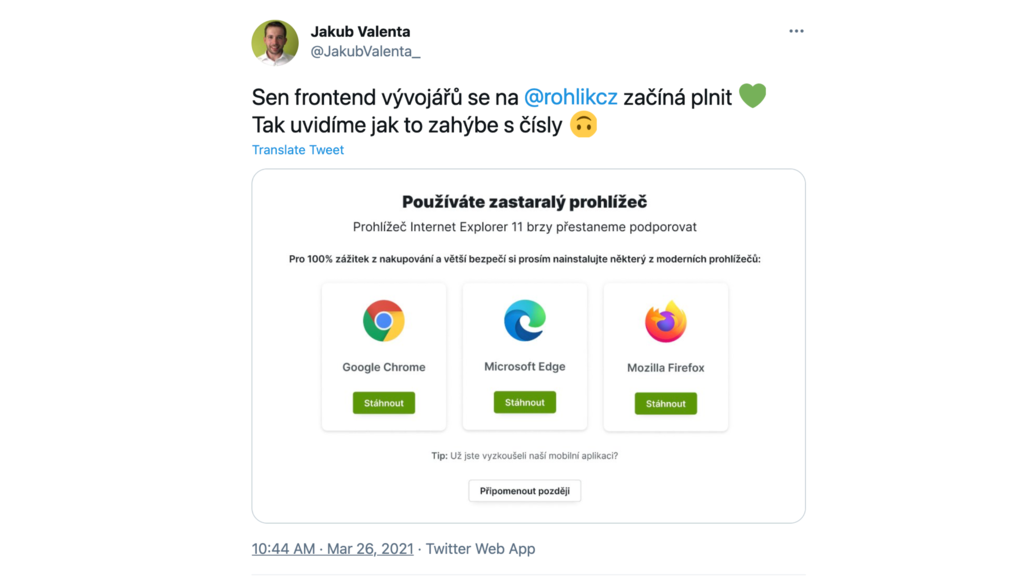 Jakub Valenta
@JakubValenta_
Sen frontend vývojářů se na @rohlikcz začíná plnit 💚
Tak uvidíme jak to zahýbe s čísly 🙃
Translate Tweet
Používáte zastaralý prohlížeč
Prohlížeč Internet Explorer 11 brzy přestaneme podporovat
Pro 100% zážitek z nakupování a větší bezpečí si prosím nainstalujte některý z moderních prohlížečů:
Google Chrome
Stáhnout
Microsoft Edge
Stáhnout
Mozilla Firefox
Stáhnout
Tip: Už jste vyzkoušeli naší mobilní aplikaci?
Připomenout později
10:44 AM · Mar 26, 2021 · Twitter Web App